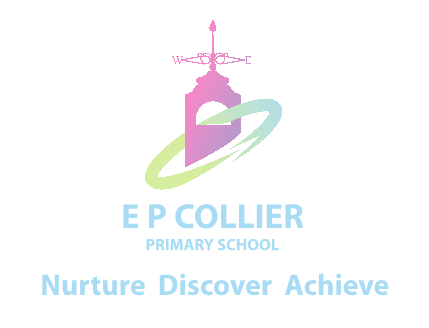 W E
E P COLLIER
PRIMARY SCHOOL
Nurture Discover Achieve